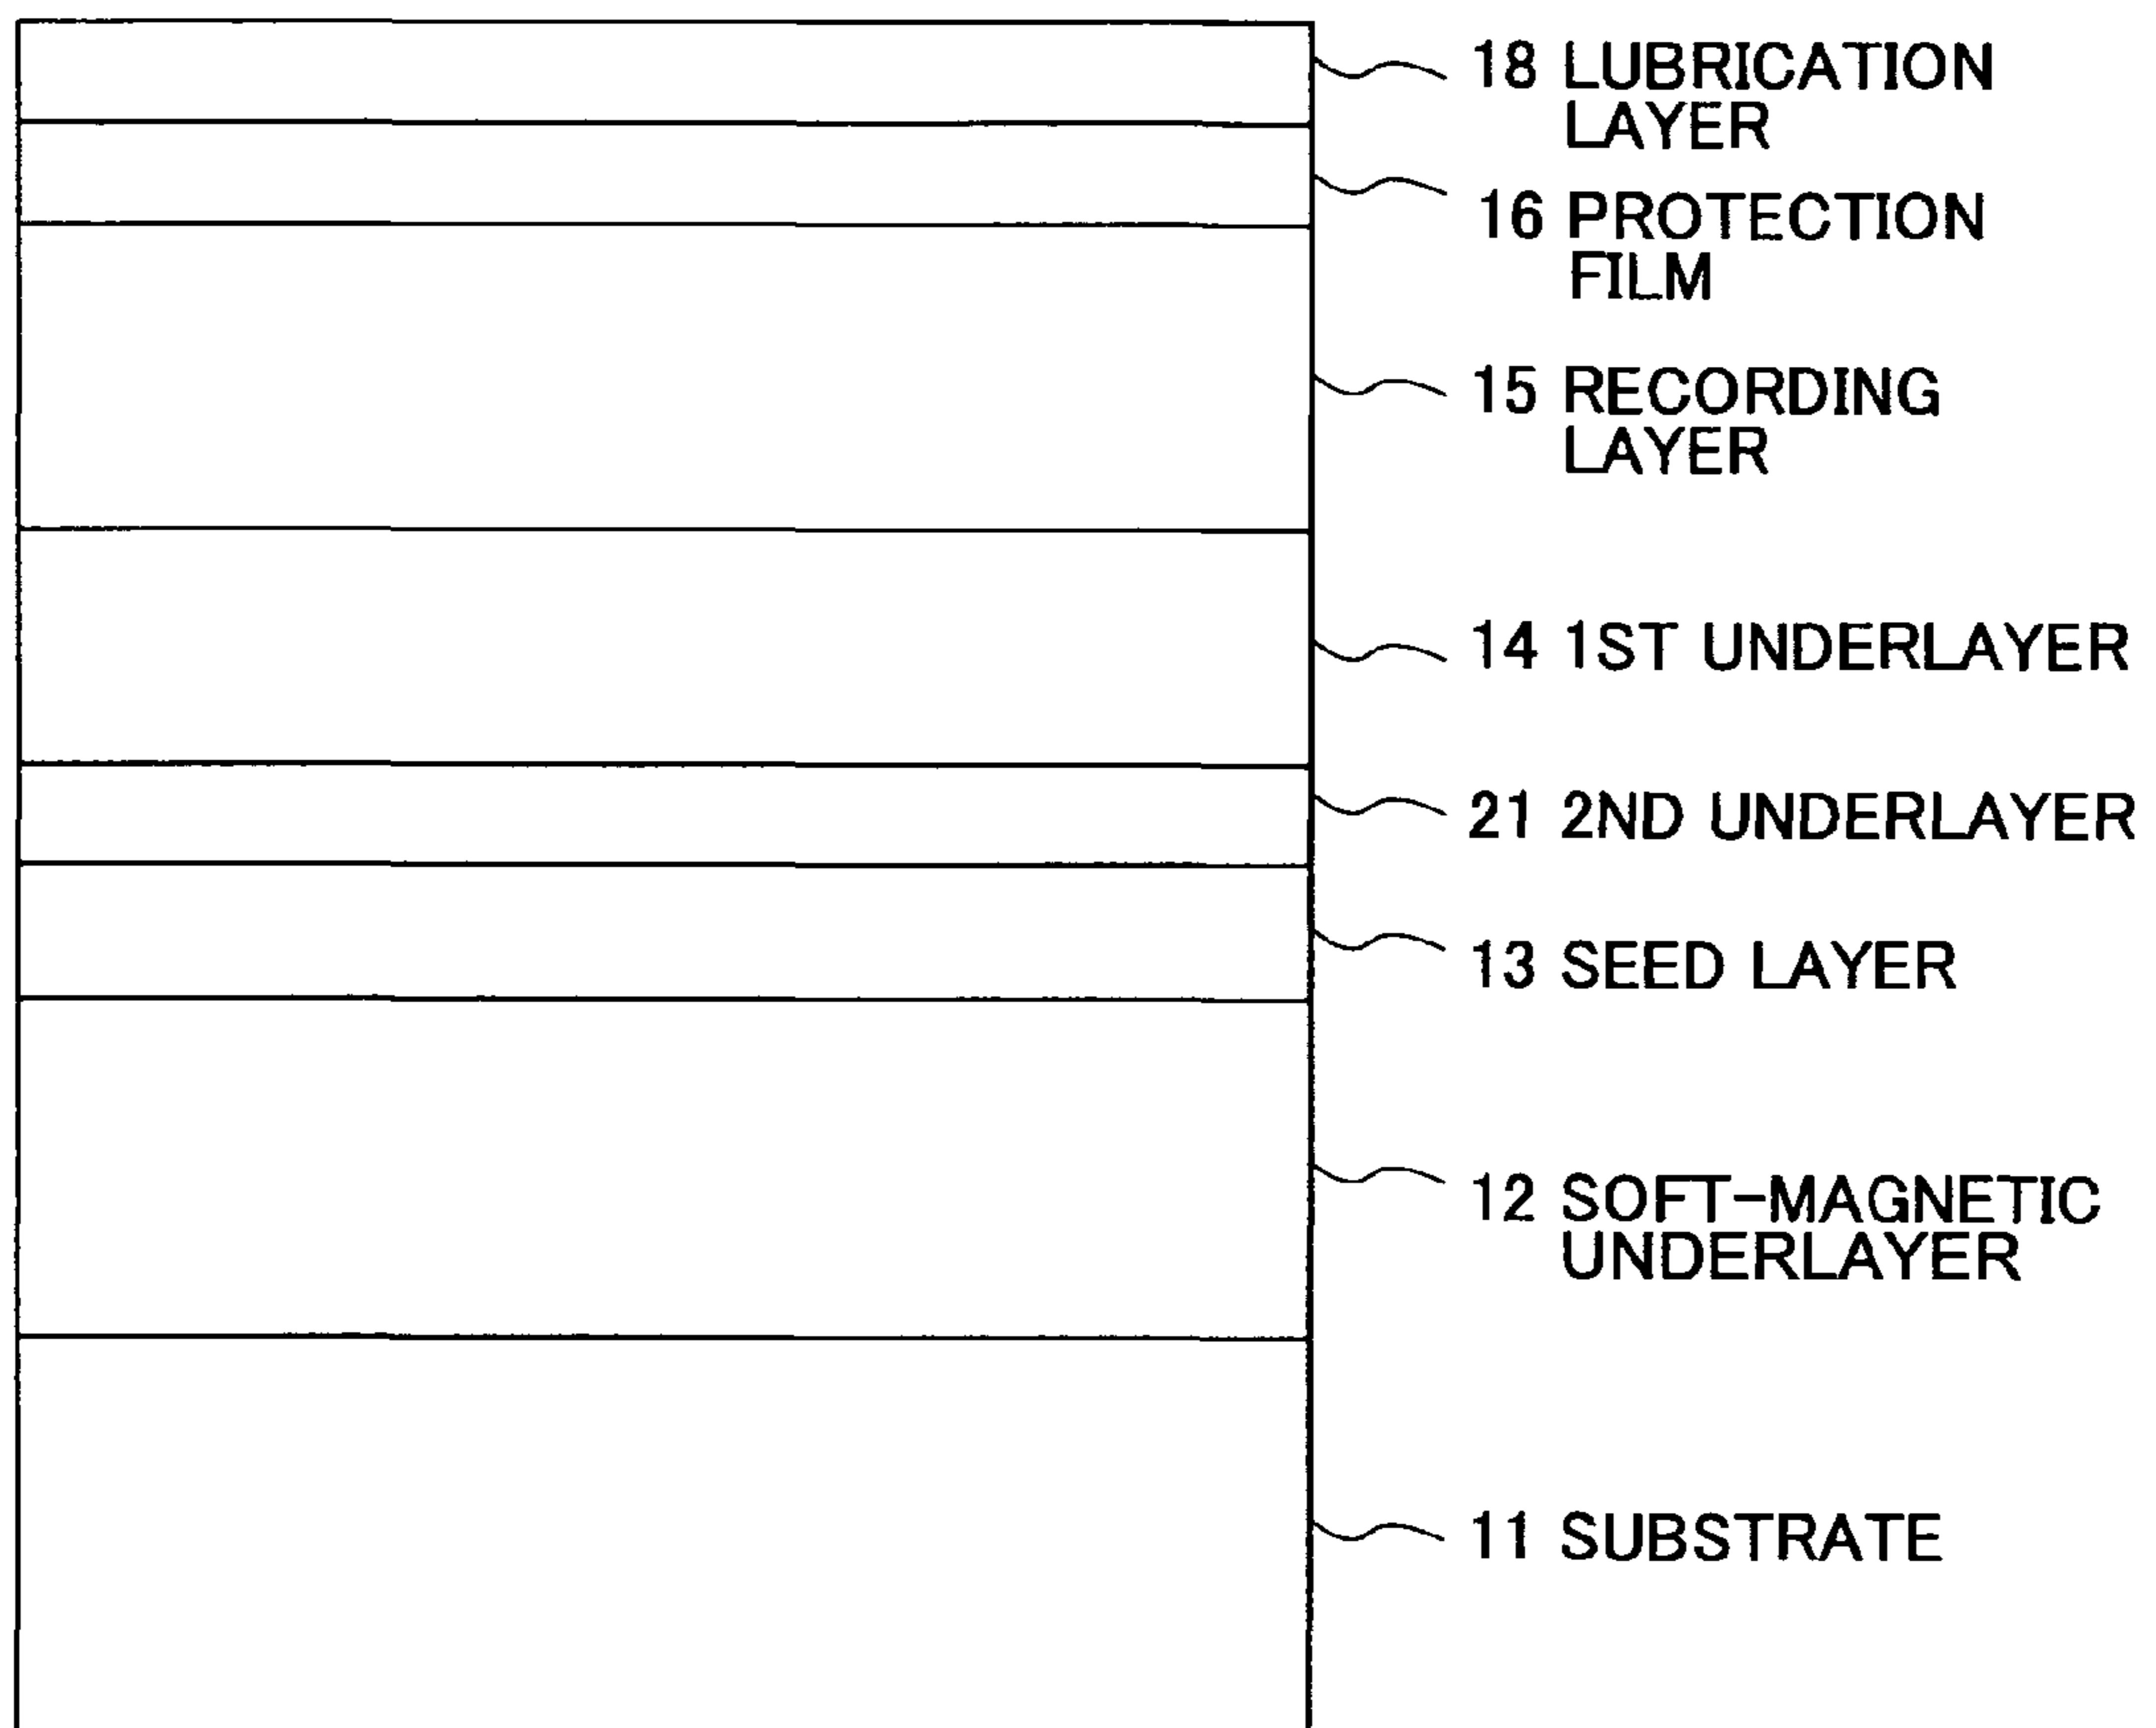 18 LUBRICATION
LAYER
16 PROTECTION
FILM
15 RECORDING
LAYER
14 1ST UNDERLAYER
21 2ND UNDERLAYER
13 SEED LAYER
12 SOFT-MAGNETIC
UNDERLAYER
11 SUBSTRATE